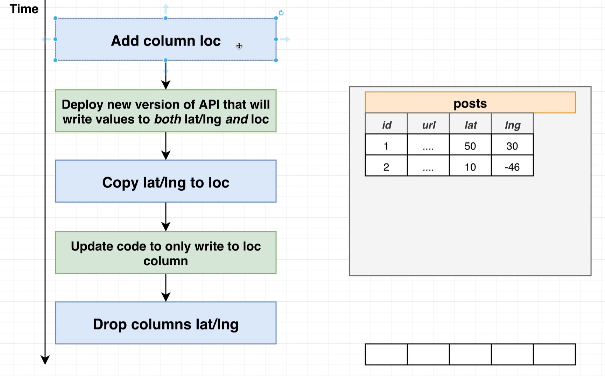 Time
Add column loc
Deploy new version of API that will
write values to both lat/lng and loc
Copy lat/lng to loc
Update code to only write to loc
column
Drop columns lat/lng
posts
id url lat lng
1 .... 50 30
2 .... 10 -46